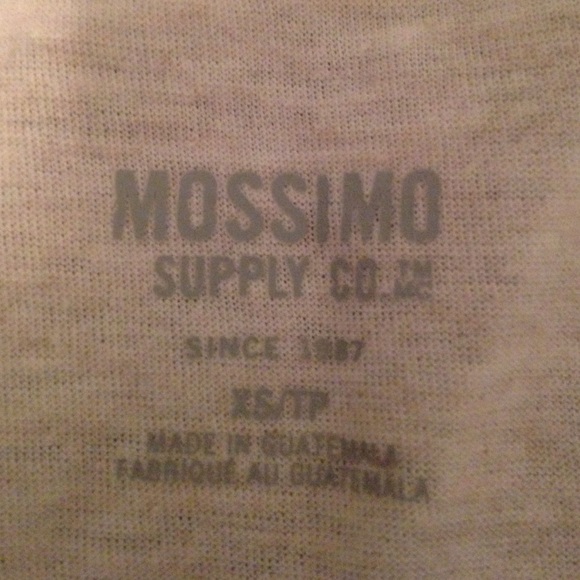 MOSSIMO
SUPPLY CO.
SINCE 1987
XS/TP
MADE IN GUATEMALA
FABRIQUÉ AU GUATEMALA